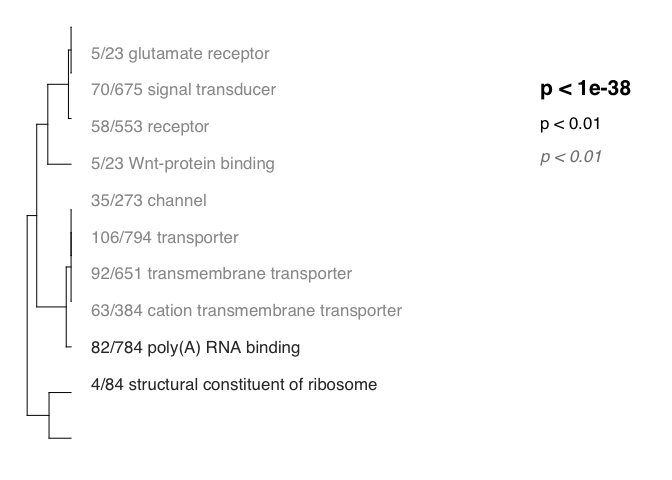 5/23 glutamate receptor
70/675 signal transducer
p < 1e-38
58/553 receptor
p < 0.01
5/23 Wnt-protein binding
p < 0.01
35/273 channel
106/794 transporter
92/651 transmembrane transporter
63/384 cation transmembrane transporter
82/784 poly(A) RNA binding
4/84 structural constituent of ribosome